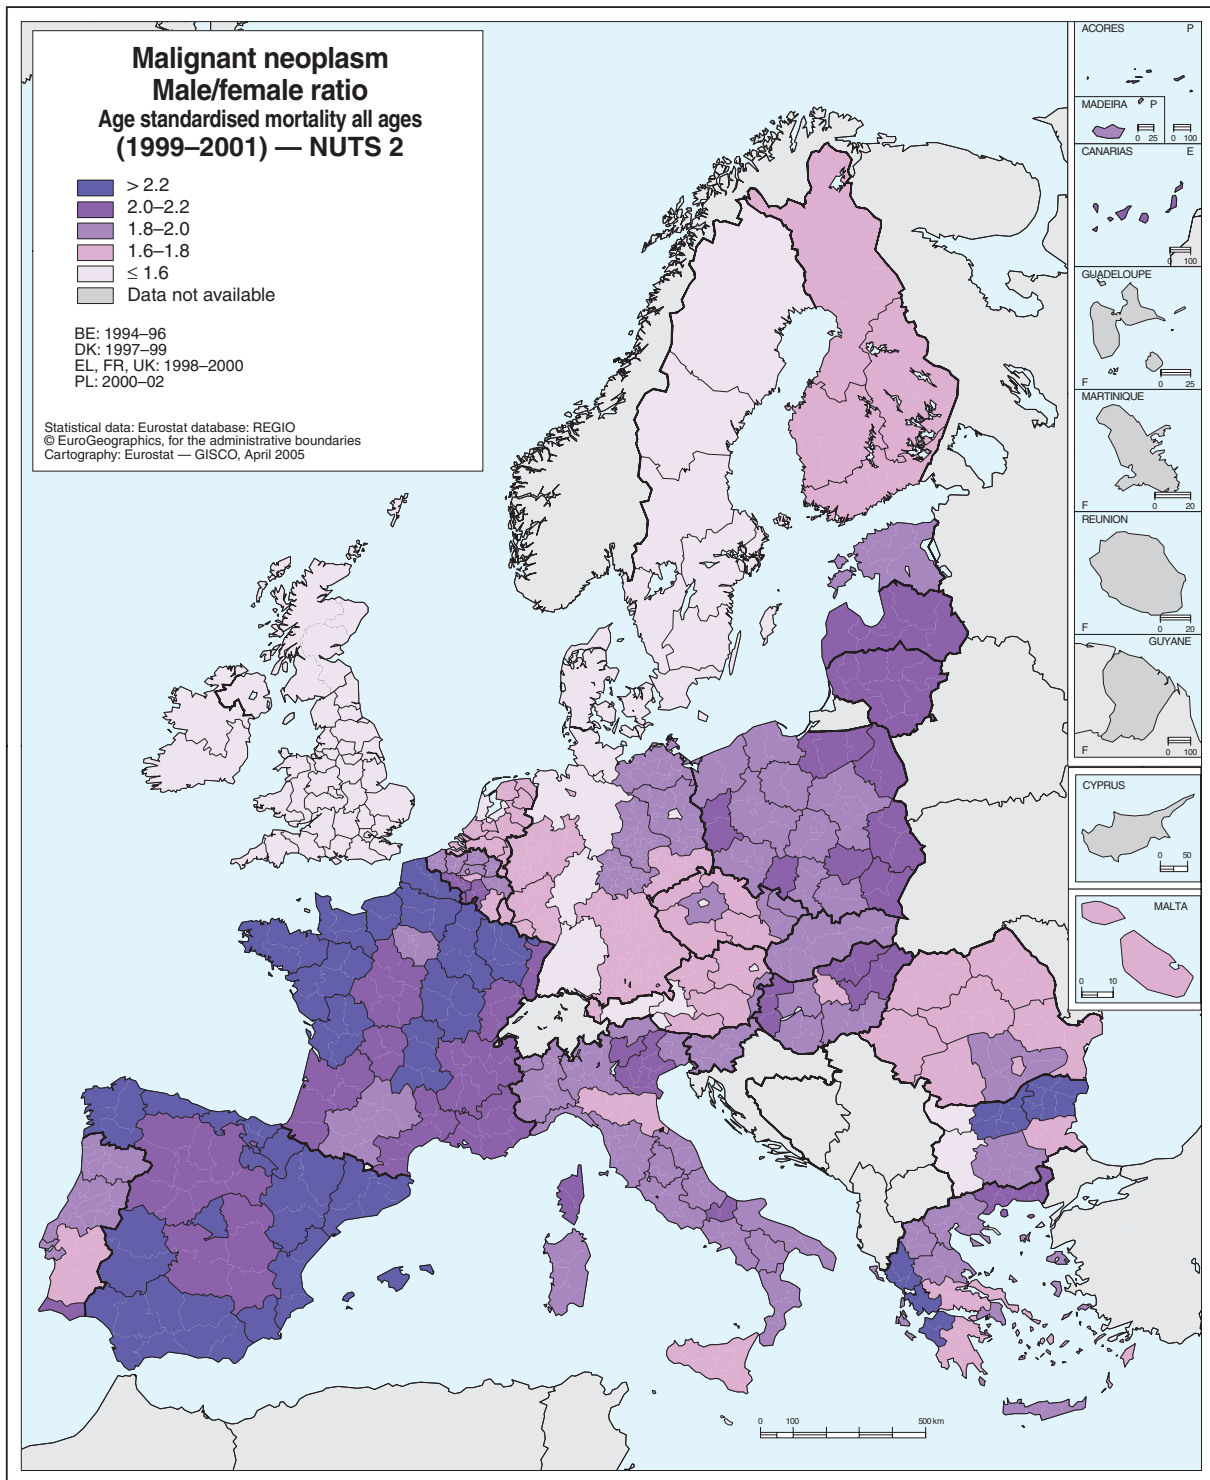 Malignant neoplasm
Male/female ratio
Age standardised mortality all ages
(1999–2001) — NUTS 2
> 2.2
2.0–2.2
1.8–2.0
1.6–1.8
≤ 1.6
Data not available
BE: 1994–96
DK: 1997–99
EL, FR, UK: 1998–2000
PL: 2000–02
Statistical data: Eurostat database: REGIO
© EuroGeographics, for the administrative boundaries
Cartography: Eurostat — GISCO, April 2005
ACORES P
MADEIRA P
0 25 0 100
CANARIAS E
0 100
GUADELOUPE
F 0 25
MARTINIQUE
F 0 20
REUNION
F 0 20
GUYANE
F 0 100
CYPRUS
0 50
MALTA
0 10
0 100 500 km